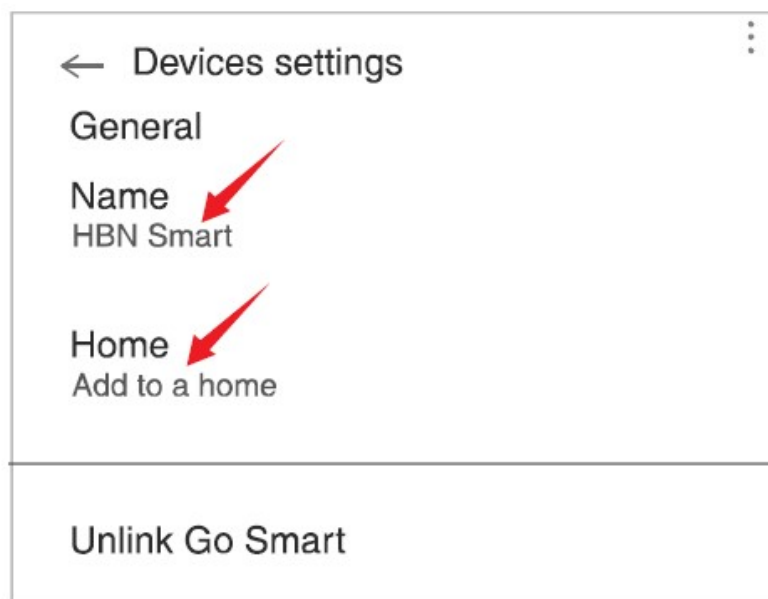 Devices settings
General
Name
HBN Smart
Home
Add to a home
Unlink Go Smart